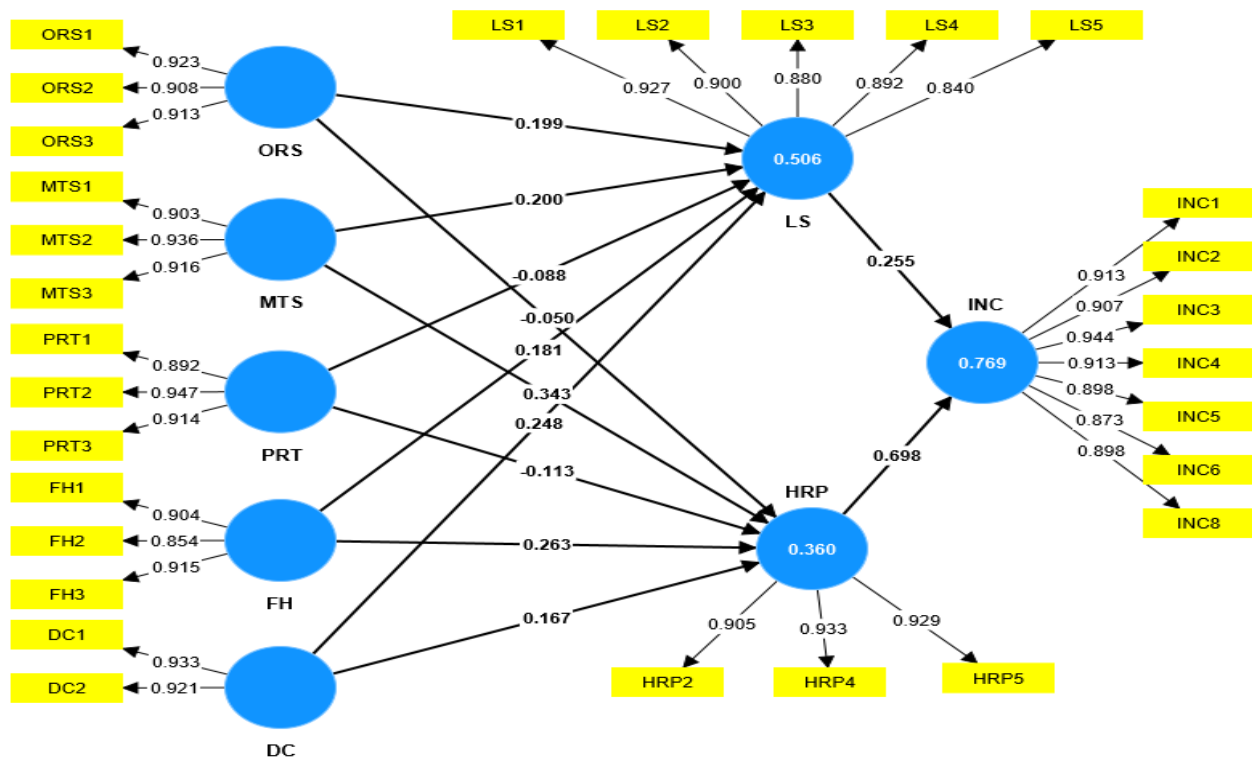 ORS1
0.923
ORS2
0.908
ORS3
0.913
ORS
MTS1
0.903
MTS2
0.936
MTS3
0.916
MTS
PRT1
0.892
PRT2
0.947
PRT3
0.914
PRT
FH1
0.904
FH2
0.854
FH3
0.915
FH
DC1
0.933
DC2
0.921
DC
0.199
0.200
-0.088
-0.050
0.181
0.343
0.248
-0.113
0.263
0.167
LS1
LS2
LS3
LS4
LS5
0.927
0.900
0.880
0.892
0.840
0.506
LS
0.255
0.698
HRP
0.360
0.905
0.933
0.929
HRP2
HRP4
HRP5
INC
0.769
0.913
0.907
0.944
0.913
0.898
0.873
0.898
INC1
INC2
INC3
INC4
INC5
INC6
INC8